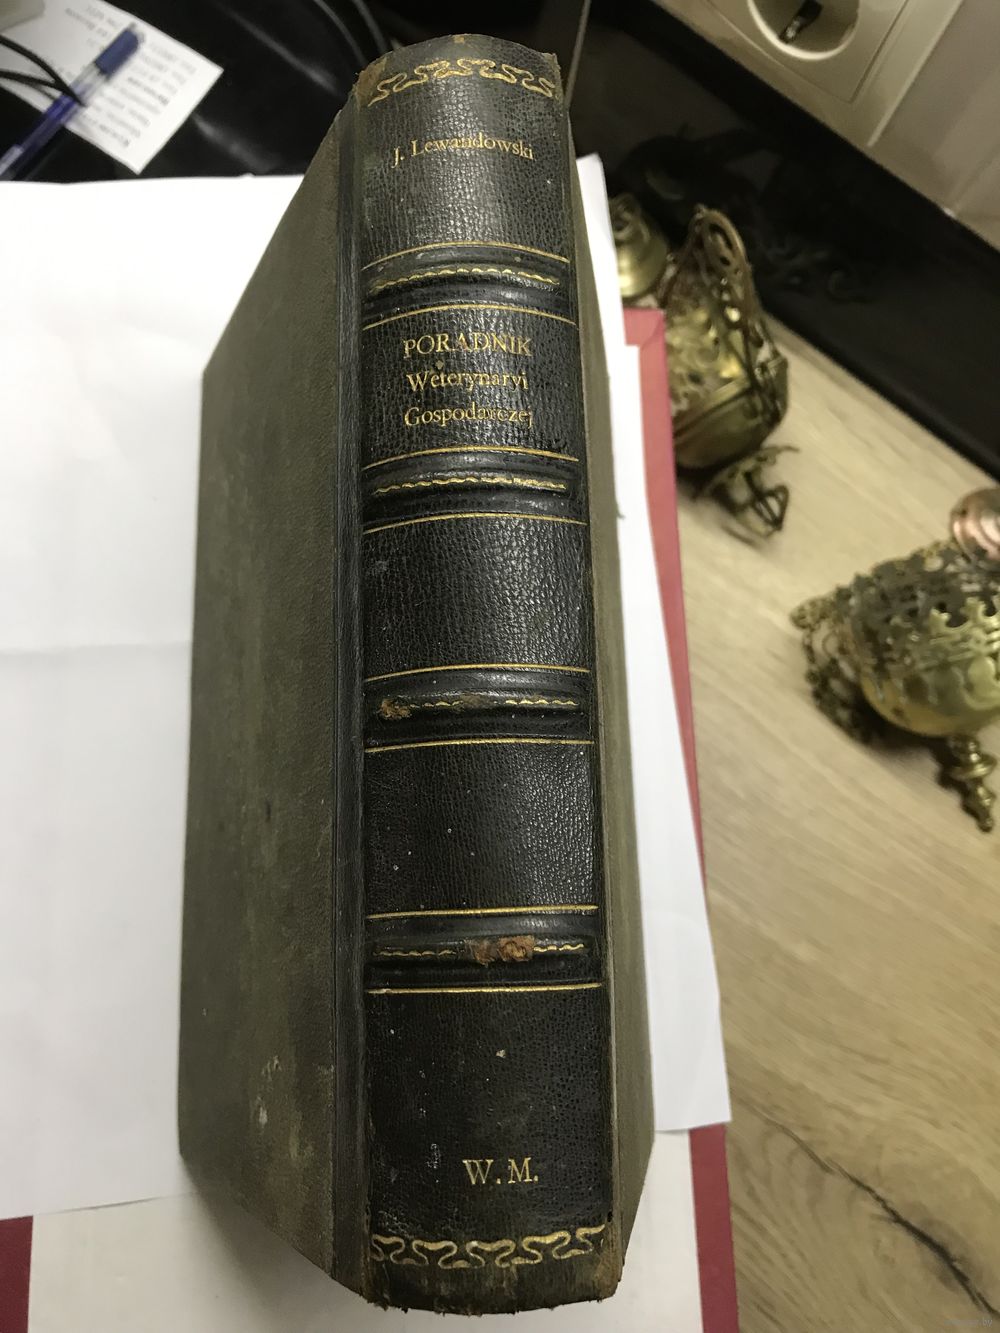 J. Lewandowski
PORADNIK
Weterynaryi
Gospodarczej
W. M.